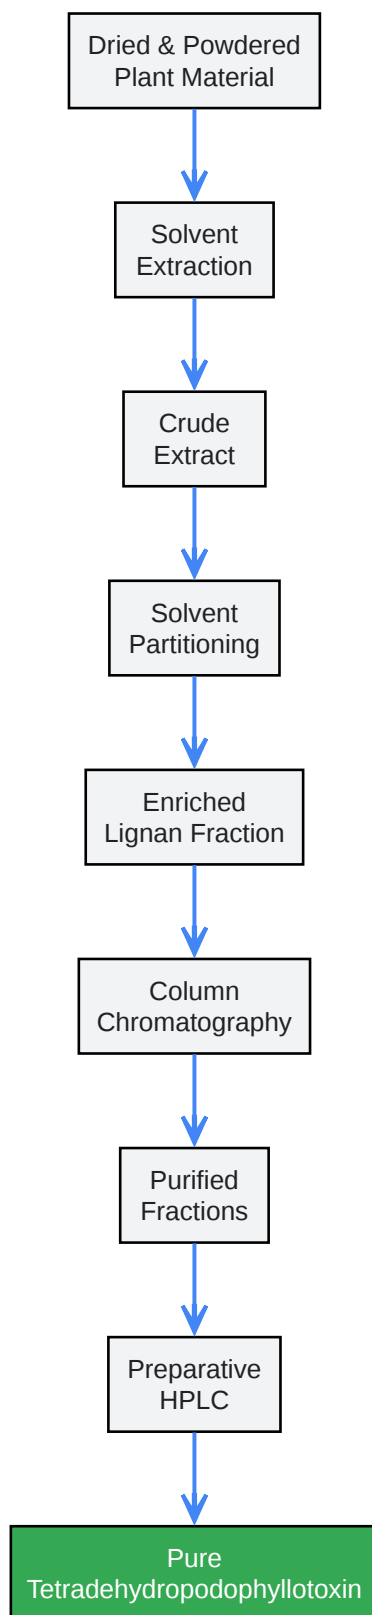 Dried & Powdered
Plant Material
Solvent
Extraction
Crude
Extract
Solvent
Partitioning
Enriched
Lignan Fraction
Column
Chromatography
Purified
Fractions
Preparative
HPLC
Pure
Tetradehydropodophyllotoxin